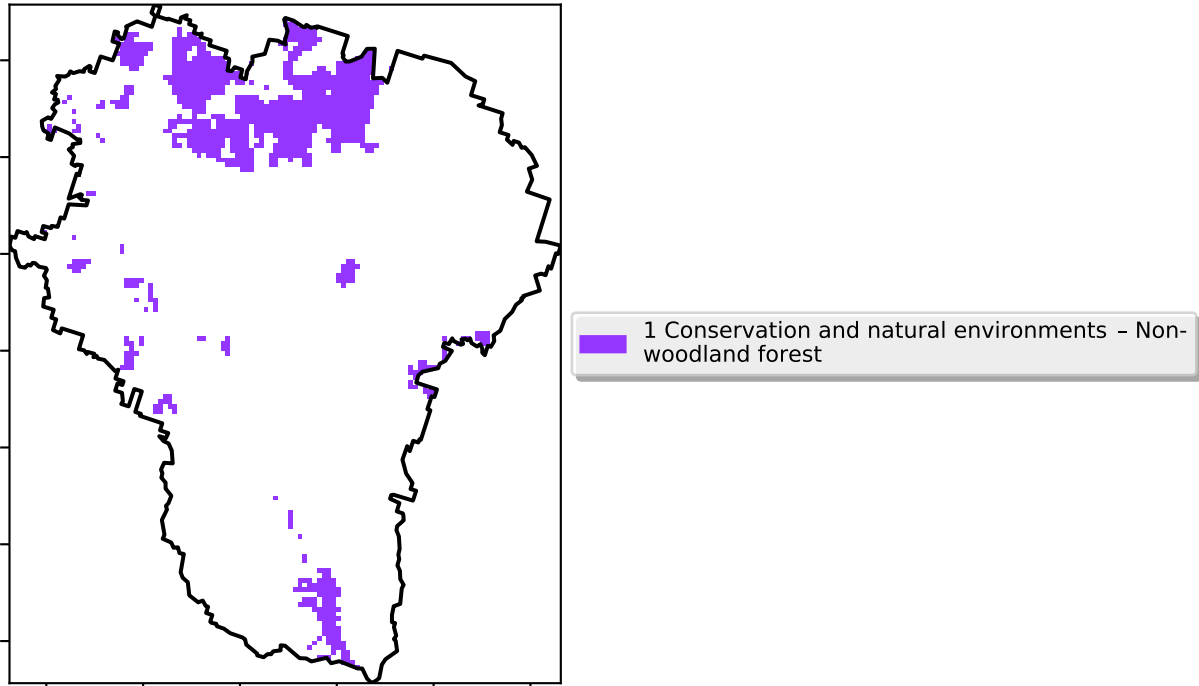 1 Conservation and natural environments – Non-
woodland forest